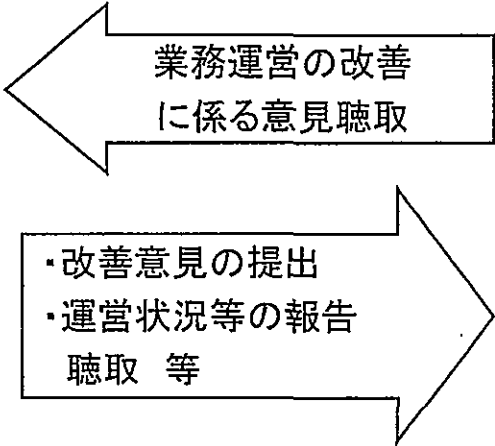 業務運営の改善
に係る意見聴取
・改善意見の提出
・運営状況等の報告
聴取 等